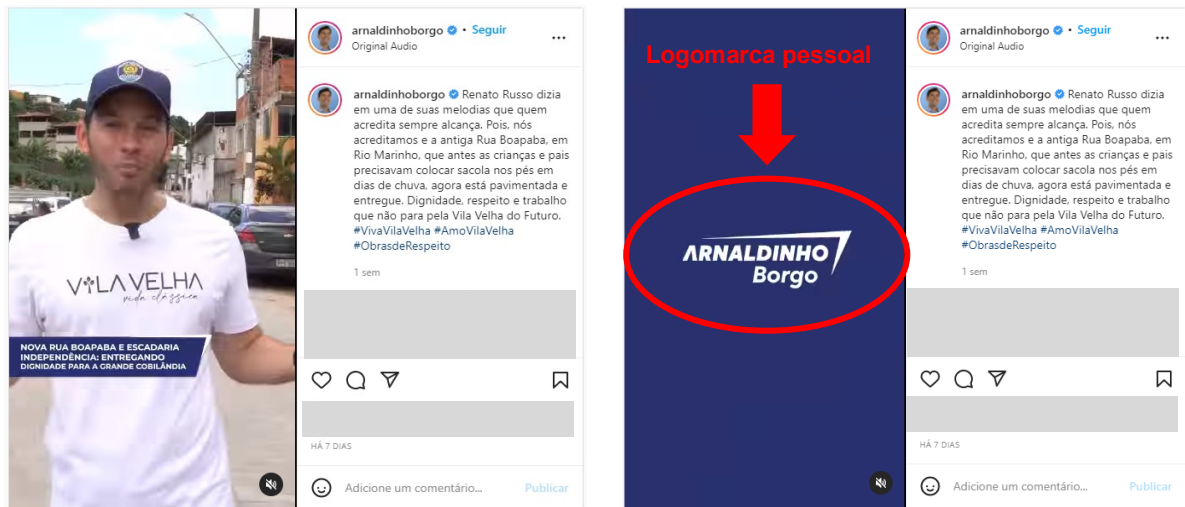 arnaldinhoborgo • Seguir
Original Audio
arnaldinhoborgo Renato Russo dizia
em uma de suas melodias que quem
acredita sempre alcança. Pois, nós
acreditamos e a antiga Rua Boapaba, em
Rio Marinho, que antes as crianças e pais
precisavam colocar sacola nos pés em
dias de chuva, agora está pavimentada e
entregue. Dignidade, respeito e trabalho
que não para pela Vila Velha do Futuro.
#VivaVilaVelha #AmoVilaVelha
#ObrasdeRespeito
1 sem
VILA VELHA
vida clássica
NOVA RUA BOAPABA E ESCADARIA
INDEPENDÊNCIA: ENTREGANDO
DIGNIDADE PARA A GRANDE COBILÂNDIA
HÁ 7 DIAS
Adicione um comentário... Publicar
Logomarca pessoal
ARNALDINHO
Borgo
arnaldinhoborgo • Seguir
Original Audio
arnaldinhoborgo Renato Russo dizia
em uma de suas melodias que quem
acredita sempre alcança. Pois, nós
acreditamos e a antiga Rua Boapaba, em
Rio Marinho, que antes as crianças e pais
precisavam colocar sacola nos pés em
dias de chuva, agora está pavimentada e
entregue. Dignidade, respeito e trabalho
que não para pela Vila Velha do Futuro.
#VivaVilaVelha #AmoVilaVelha
#ObrasdeRespeito
1 sem
HÁ 7 DIAS
Adicione um comentário... Publicar